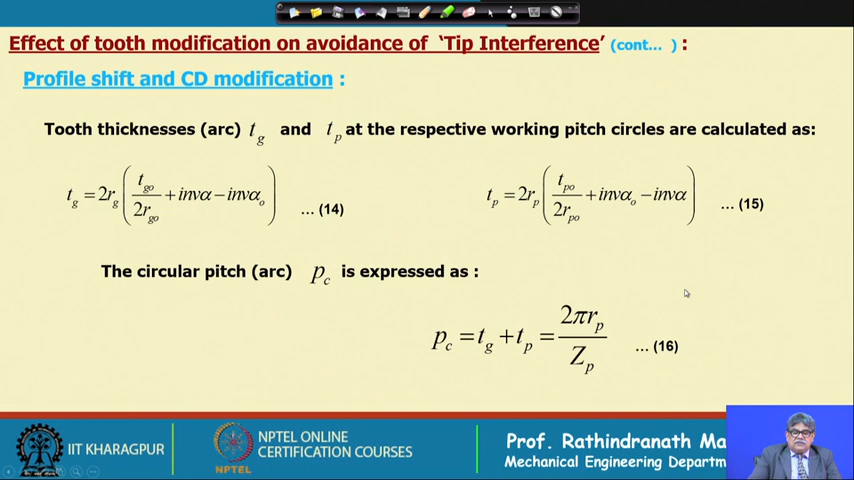 Effect of tooth modification on avoidance of 'Tip Interference' (cont... ) :
Profile shift and CD modification :
Tooth thicknesses (arc) t_g and t_p at the respective working pitch circles are calculated as:
t_g = 2r_g ( t_go / 2r_go + invα − invα_o ) ... (14)
t_p = 2r_p ( t_po / 2r_po + invα_o − invα ) ... (15)
The circular pitch (arc) p_c is expressed as :
p_c = t_g + t_p = 2πr_p / Z_p ... (16)
IIT KHARAGPUR
NPTEL
NPTEL ONLINE
CERTIFICATION COURSES
Prof. Rathindranath Ma
Mechanical Engineering Departm